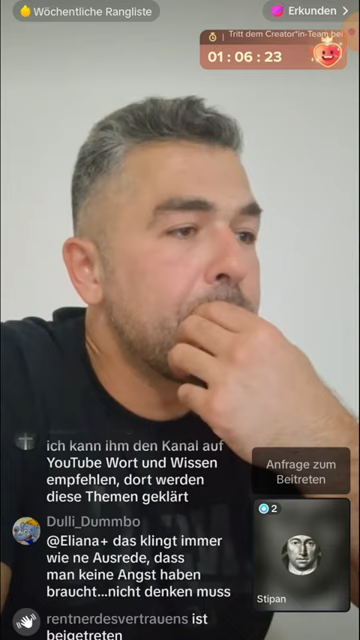 Wöchentliche Rangliste
Erkunden
Tritt dem Creator*in-Team bei
01 : 06 : 23
ich kann ihm den Kanal auf
YouTube Wort und Wissen
empfehlen, dort werden
diese Themen geklärt
Anfrage zum
Beitreten
Dulli_Dummbo
@Eliana+ das klingt immer
wie ne Ausrede, dass
man keine Angst haben
braucht...nicht denken muss
2
Stipan
rentnerdesvertrauens ist
beigetreten